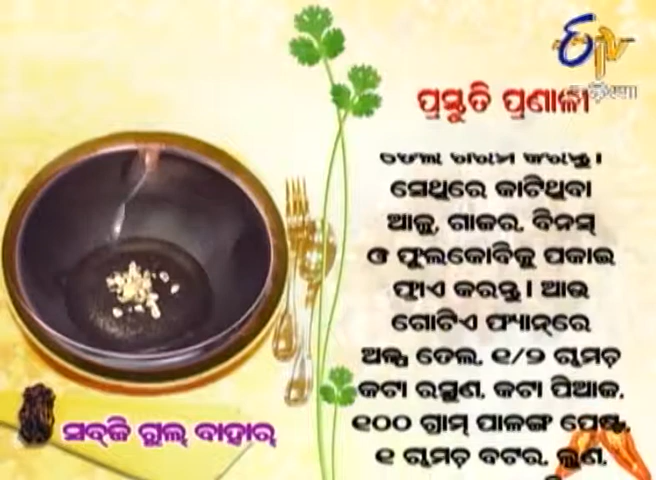 ETV
ପ୍ରସ୍ତୁତି ପ୍ରଣାଳୀ
ତେଲ ଗରମ କରନ୍ତୁ।
ସେଥିରେ କାଟିଥିବା
ଆଳୁ, ଗାଜର, ବିନସ୍
ଓ ଫୁଲକୋବିକୁ ପକାଇ
ଫ୍ରାଏ କରନ୍ତୁ। ଆଉ
ଗୋଟିଏ ଫ୍ୟାନ୍‌ରେ
ଅଳ୍ପ ତେଲ, ୧/୨ ଚାମଚ
କଟା ରସୁଣ, କଟା ପିଆଜ,
୧୦୦ ଗ୍ରାମ୍ ପାଳଙ୍ଗ ପେଷ୍ଟ,
୧ ଚାମଚ ବଟର, ଲୁଣ,
ସବ୍‌ଜି ଗୁଲ୍ ବାହାର୍